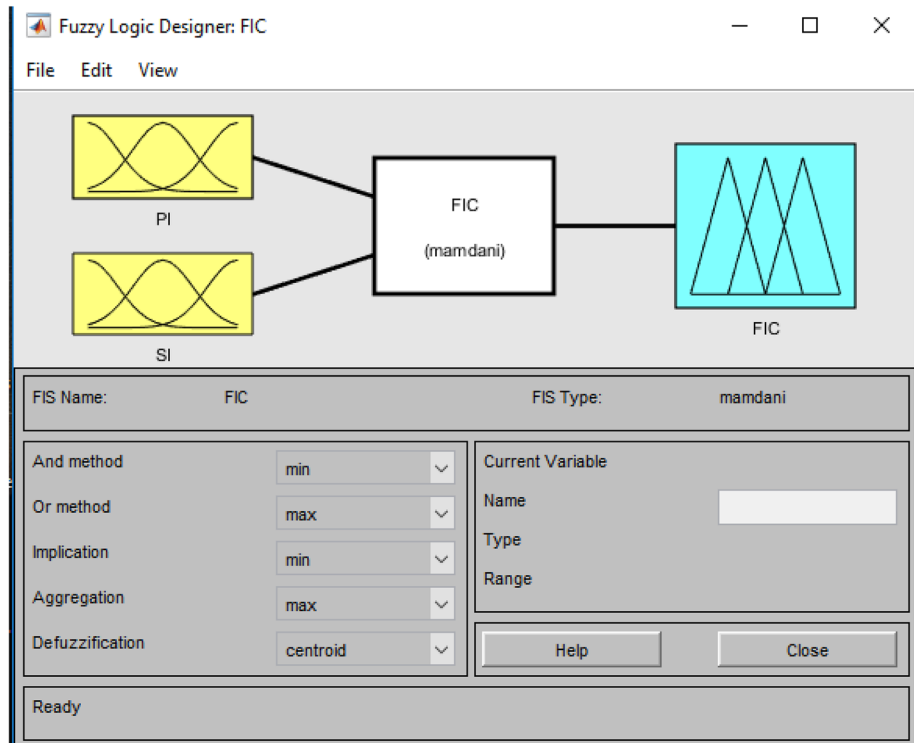 Fuzzy Logic Designer: FIC
File Edit View
PI
SI
FIC
(mamdani)
FIC
FIS Name: FIC FIS Type: mamdani
And method min
Or method max
Implication min
Aggregation max
Defuzzification centroid
Current Variable
Name
Type
Range
Help Close
Ready